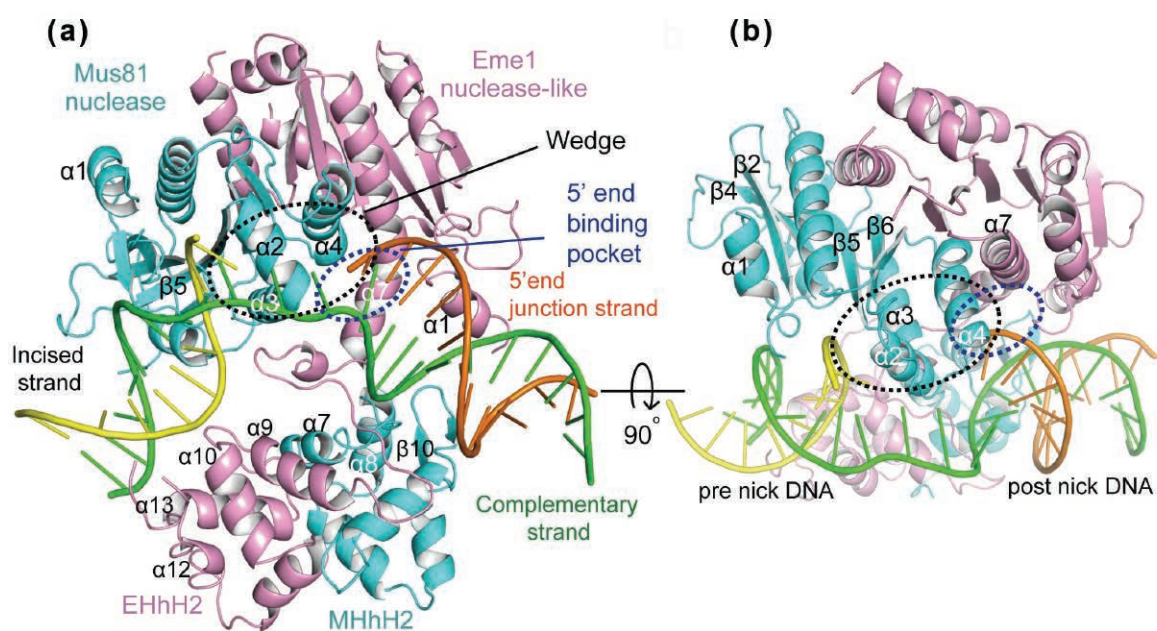 (a)
Mus81
nuclease
Eme1
nuclease-like
Wedge
α1
5' end
binding
pocket
α2
α4
β5
α3
5'end
junction strand
α1
Incised
strand
90°
α9
α7
α10
α8
β10
α13
Complementary
strand
α12
EHhH2
MHhH2
(b)
β2
β4
β6
α7
β5
α1
α3
α4
α2
pre nick DNA
post nick DNA